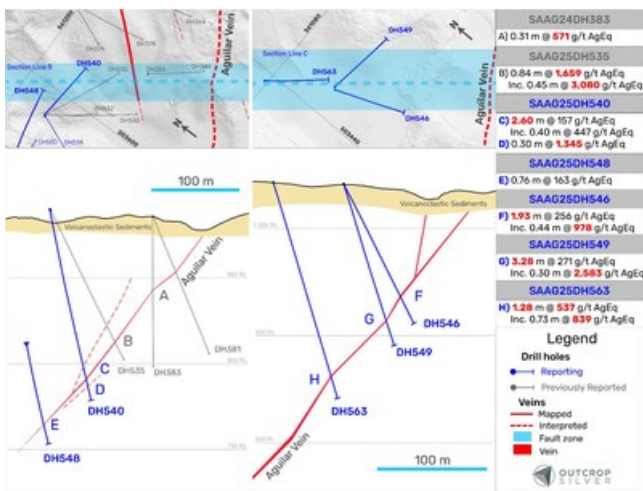 503200
DH540
Section Line B
DH548
DH383
DH535
Aguilar Vein
N
DH549
Section Line C
DH563
DH546
Aguilar Vein
N
100 m
Volcanoclastic Sediments
Aguilar Vein
A
B
C
D
E
DH535
DH383
DH381
DH540
DH548
Volcanoclastic Sediments
F
G
H
DH546
DH549
DH563
Aguilar Vein
100 m
SAAG24DH383
A) 0.31 m @ 571 g/t AgEq
SAAG25DH535
B) 0.84 m @ 1,659 g/t AgEq
Inc. 0.45 m @ 3,080 g/t AgEq
SAAG25DH540
C) 2.60 m @ 157 g/t AgEq
Inc. 0.40 m @ 447 g/t AgEq
D) 0.30 m @ 1,345 g/t AgEq
SAAG25DH548
E) 0.76 m @ 163 g/t AgEq
SAAG25DH546
F) 1.93 m @ 256 g/t AgEq
Inc. 0.44 m @ 978 g/t AgEq
SAAG25DH549
G) 3.28 m @ 271 g/t AgEq
Inc. 0.30 m @ 2,583 g/t AgEq
SAAG25DH563
H) 1.28 m @ 537 g/t AgEq
Inc. 0.73 m @ 839 g/t AgEq
Legend
Drill holes
Reporting
Previously Reported
Veins
Mapped
Interpreted
Fault zone
Vein
OUTCROP
SILVER